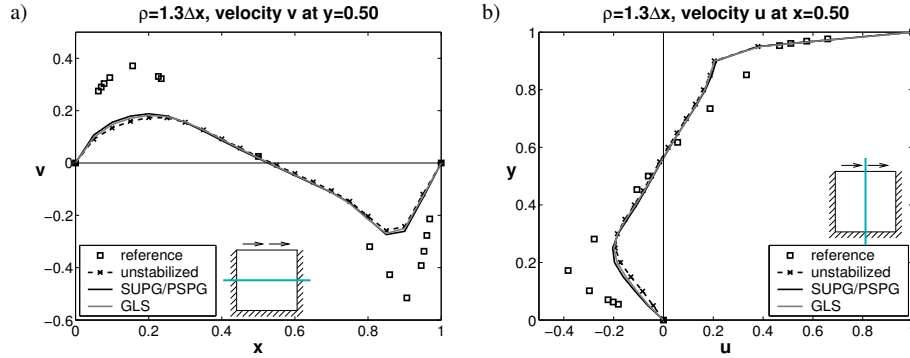 a)
ρ=1.3Δx, velocity v at y=0.50
0.4
0.2
0
−0.2
−0.4
−0.6
v
0
0.2
0.4
0.6
0.8
1
x
reference
unstabilized
SUPG/PSPG
GLS
b)
ρ=1.3Δx, velocity u at x=0.50
1
0.8
0.6
0.4
0.2
0
y
−0.4
−0.2
0
0.2
0.4
0.6
0.8
1
u
reference
unstabilized
SUPG/PSPG
GLS